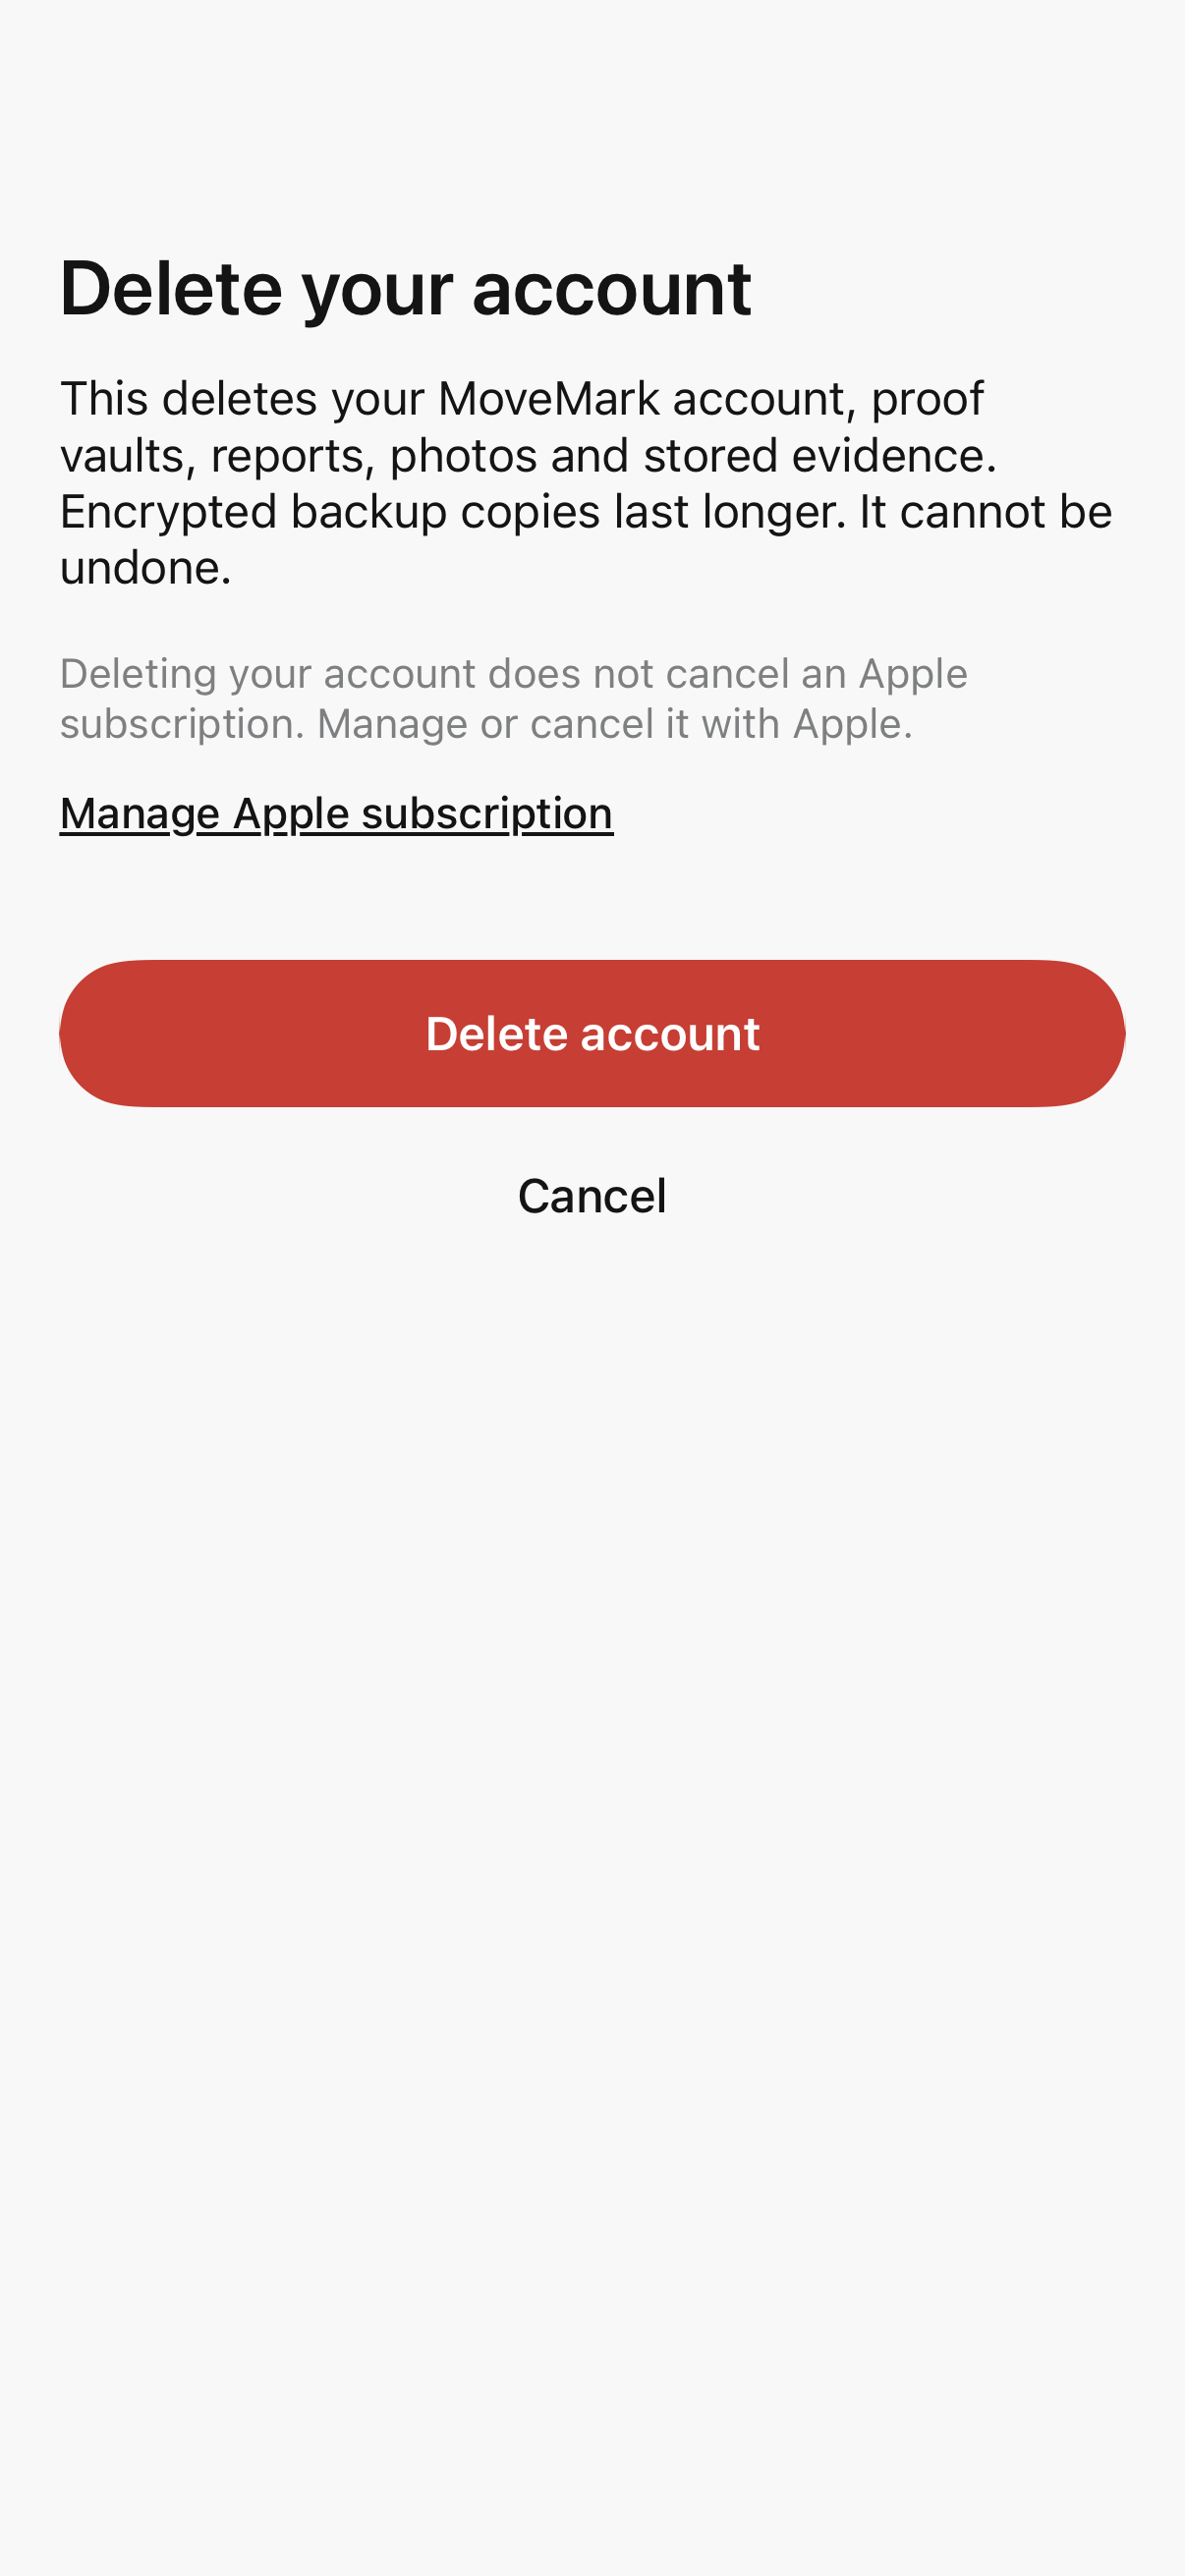 Delete your account
This deletes your MoveMark account, proof
vaults, reports, photos and stored evidence.
Encrypted backup copies last longer. It cannot be
undone.
Deleting your account does not cancel an Apple
subscription. Manage or cancel it with Apple.
Manage Apple subscription
Delete account
Cancel